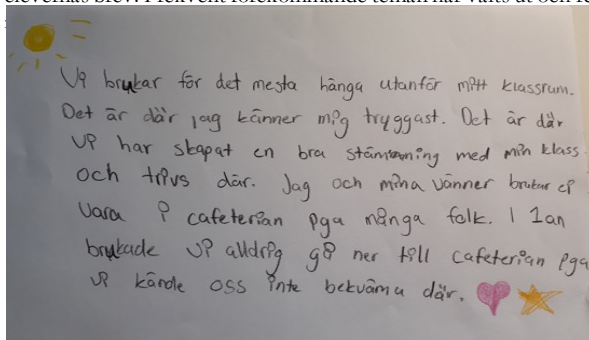 Vi brukar för det mesta hänga utanför mitt klassrum.
Det är där jag känner mig tryggast. Det är där
vi har skapat en bra stämning med min klass
och trivs där. Jag och mina vänner brukar ej
vara i cafeterian pga många folk. I 1an
brukade vi alldrig gå ner till cafeterian pga
vi kände oss inte bekväma där.